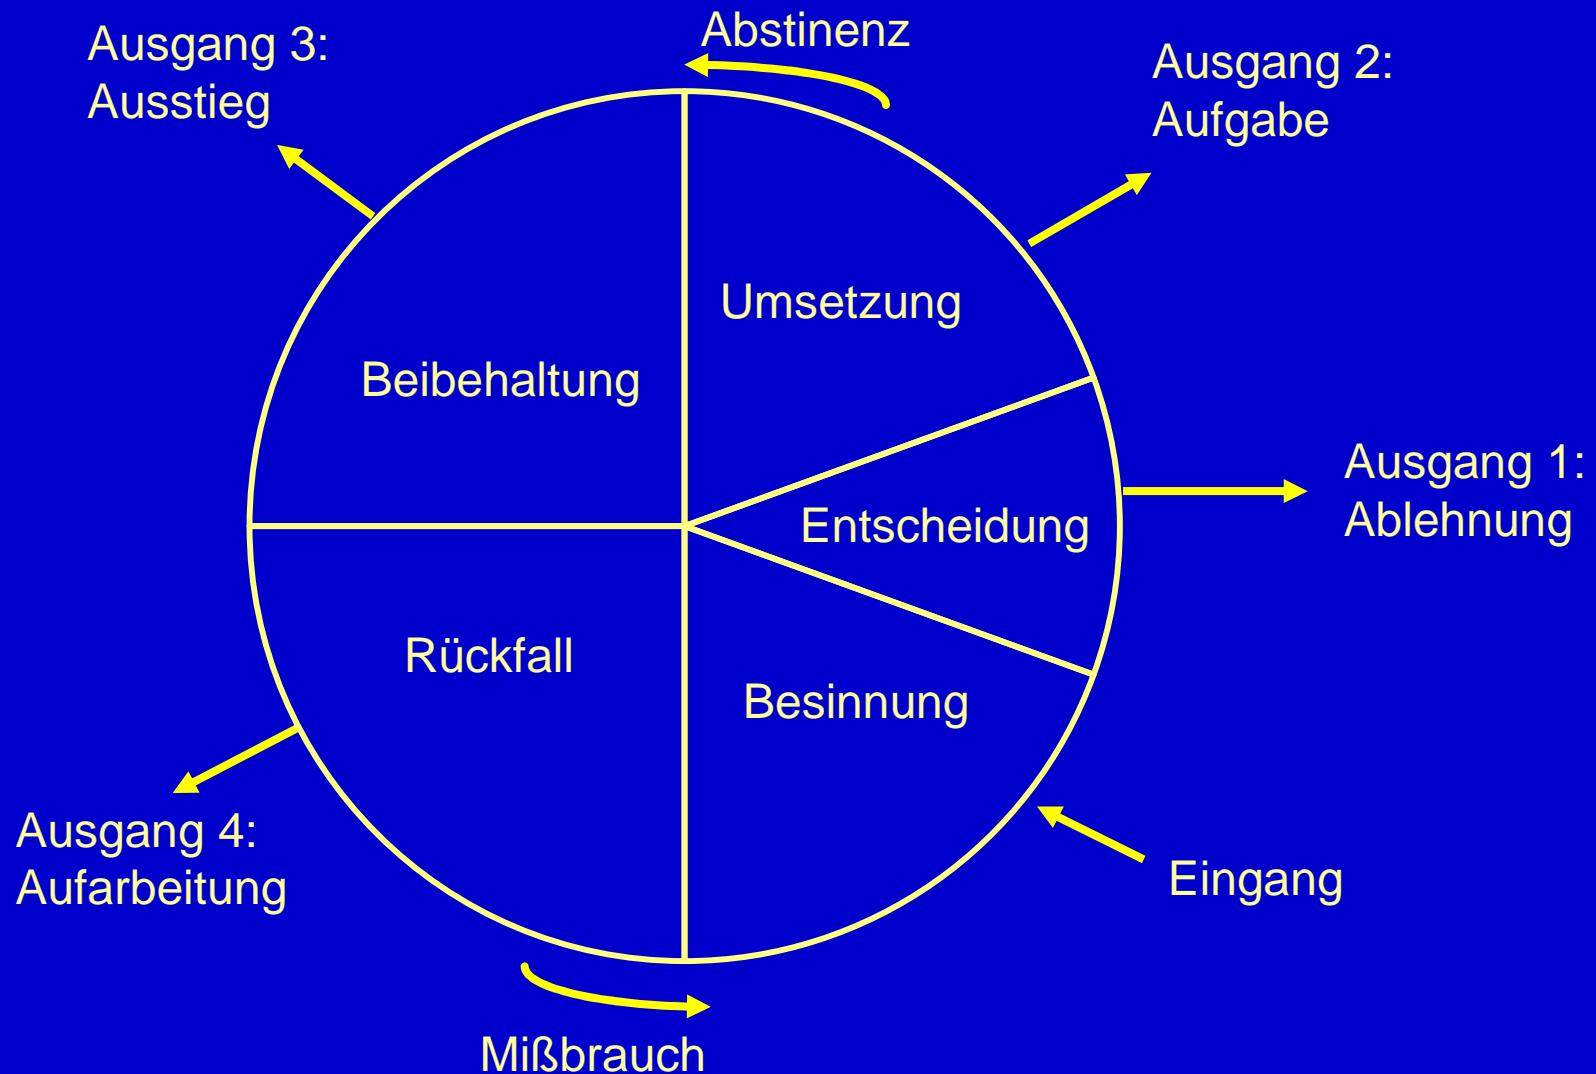 Abstinenz
Ausgang 3:
Ausstieg
Ausgang 2:
Aufgabe
Umsetzung
Beibehaltung
Ausgang 1:
Ablehnung
Entscheidung
Rückfall
Besinnung
Ausgang 4:
Aufarbeitung
Eingang
Mißbrauch